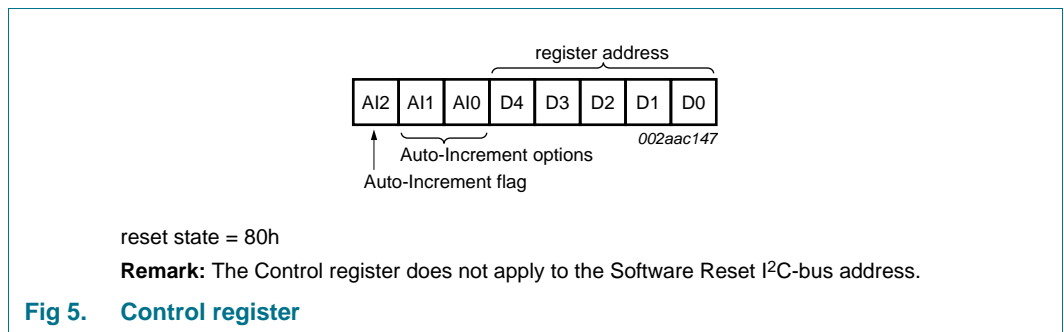 register address
AI2 AI1 AI0 D4 D3 D2 D1 D0
002aac147
Auto-Increment options
Auto-Increment flag
reset state = 80h
Remark: The Control register does not apply to the Software Reset I2C-bus address.
Fig 5. Control register